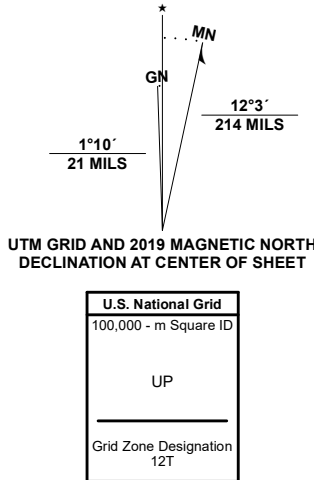 MN
GN
12°3´
214 MILS
1°10´
21 MILS
UTM GRID AND 2019 MAGNETIC NORTH
DECLINATION AT CENTER OF SHEET
U.S. National Grid
100,000 - m Square ID
UP
Grid Zone Designation
12T